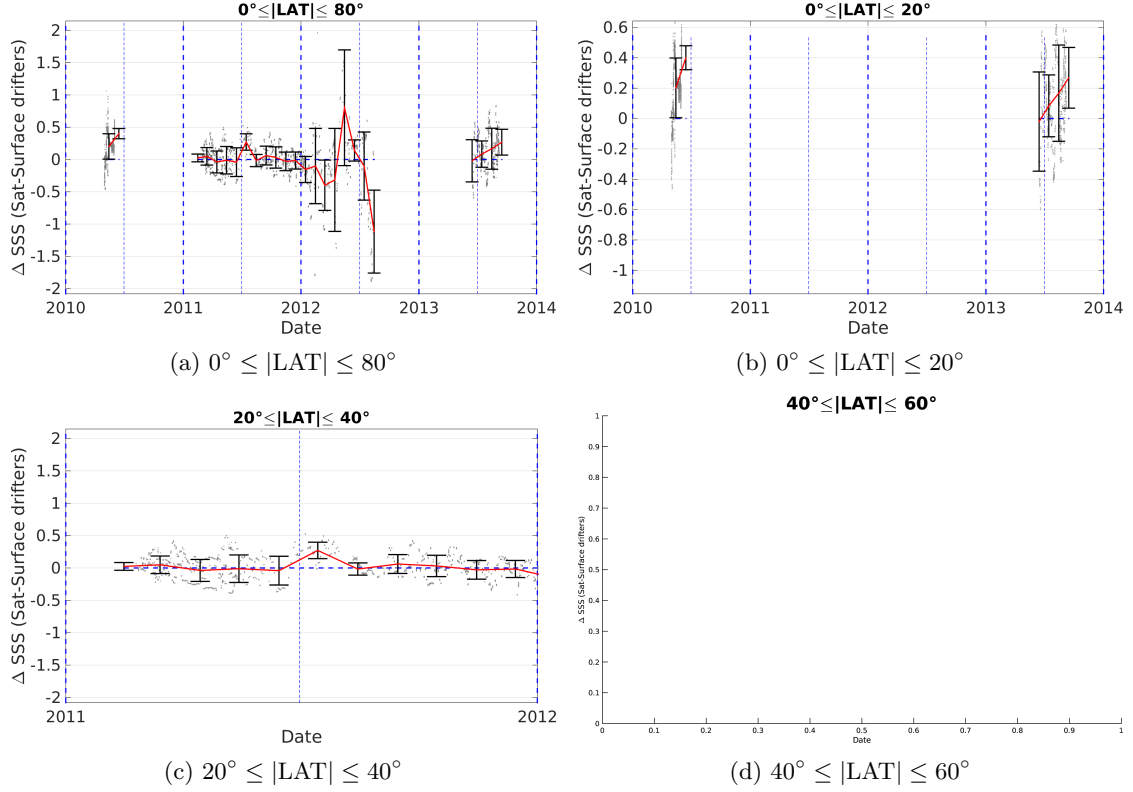 0°≤|LAT|≤ 80°
Δ SSS (Sat-Surface drifters)
2
1.5
1
0.5
0
-0.5
-1
-1.5
-2
2010 2011 2012 2013 2014
Date
(a) 0° ≤ |LAT| ≤ 80°
0°≤|LAT|≤ 20°
Δ SSS (Sat-Surface drifters)
0.6
0.4
0.2
0
-0.2
-0.4
-0.6
-0.8
-1
2010 2011 2012 2013 2014
Date
(b) 0° ≤ |LAT| ≤ 20°
20°≤|LAT|≤ 40°
Δ SSS (Sat-Surface drifters)
2
1.5
1
0.5
0
-0.5
-1
-1.5
-2
2011 2012
Date
(c) 20° ≤ |LAT| ≤ 40°
40°≤|LAT|≤ 60°
Δ SSS (Sat-Surface drifters)
1
0.9
0.8
0.7
0.6
0.5
0.4
0.3
0.2
0.1
0
0 0.1 0.2 0.3 0.4 0.5 0.6 0.7 0.8 0.9 1
Date
(d) 40° ≤ |LAT| ≤ 60°